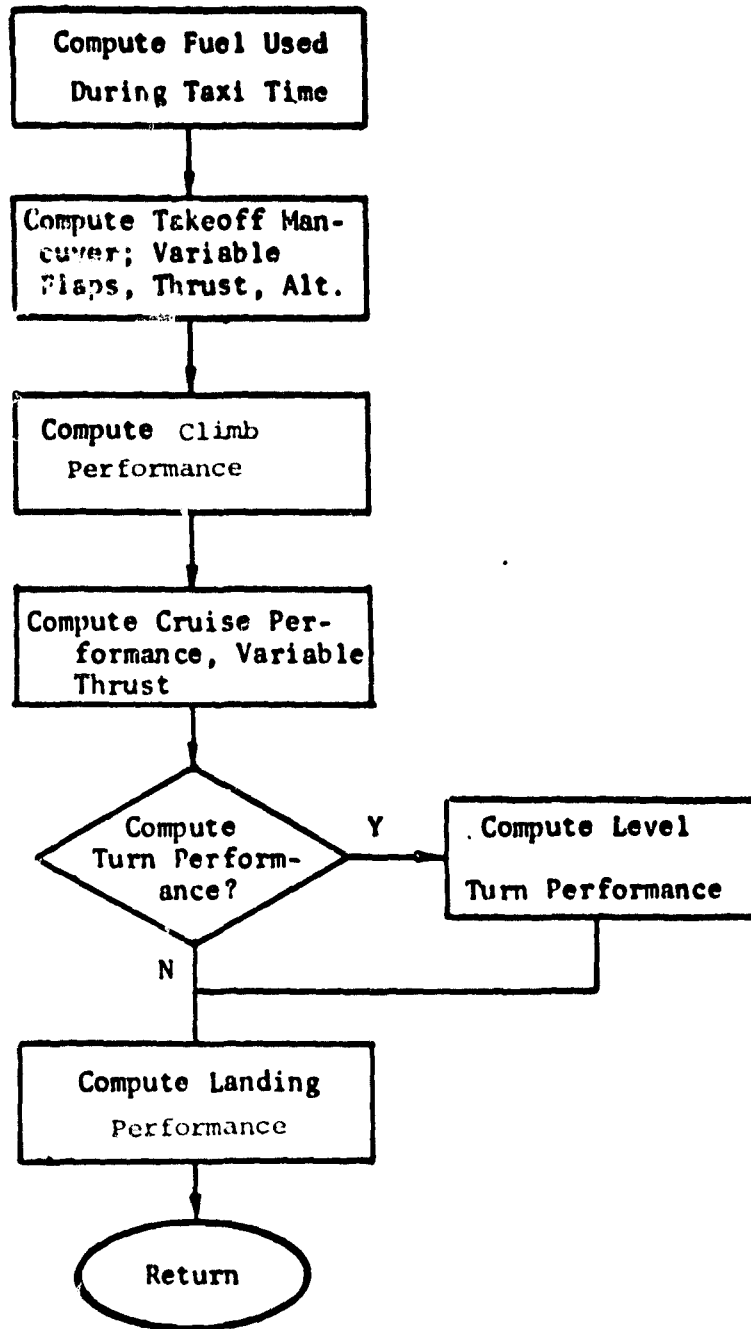 Compute Fuel Used
During Taxi Time
Compute Takeoff Man-
euver; Variable
Flaps, Thrust, Alt.
Compute Climb
Performance
Compute Cruise Per-
formance, Variable
Thrust
Compute
Turn Perform-
ance?
Y
Compute Level
Turn Performance
N
Compute Landing
Performance
Return